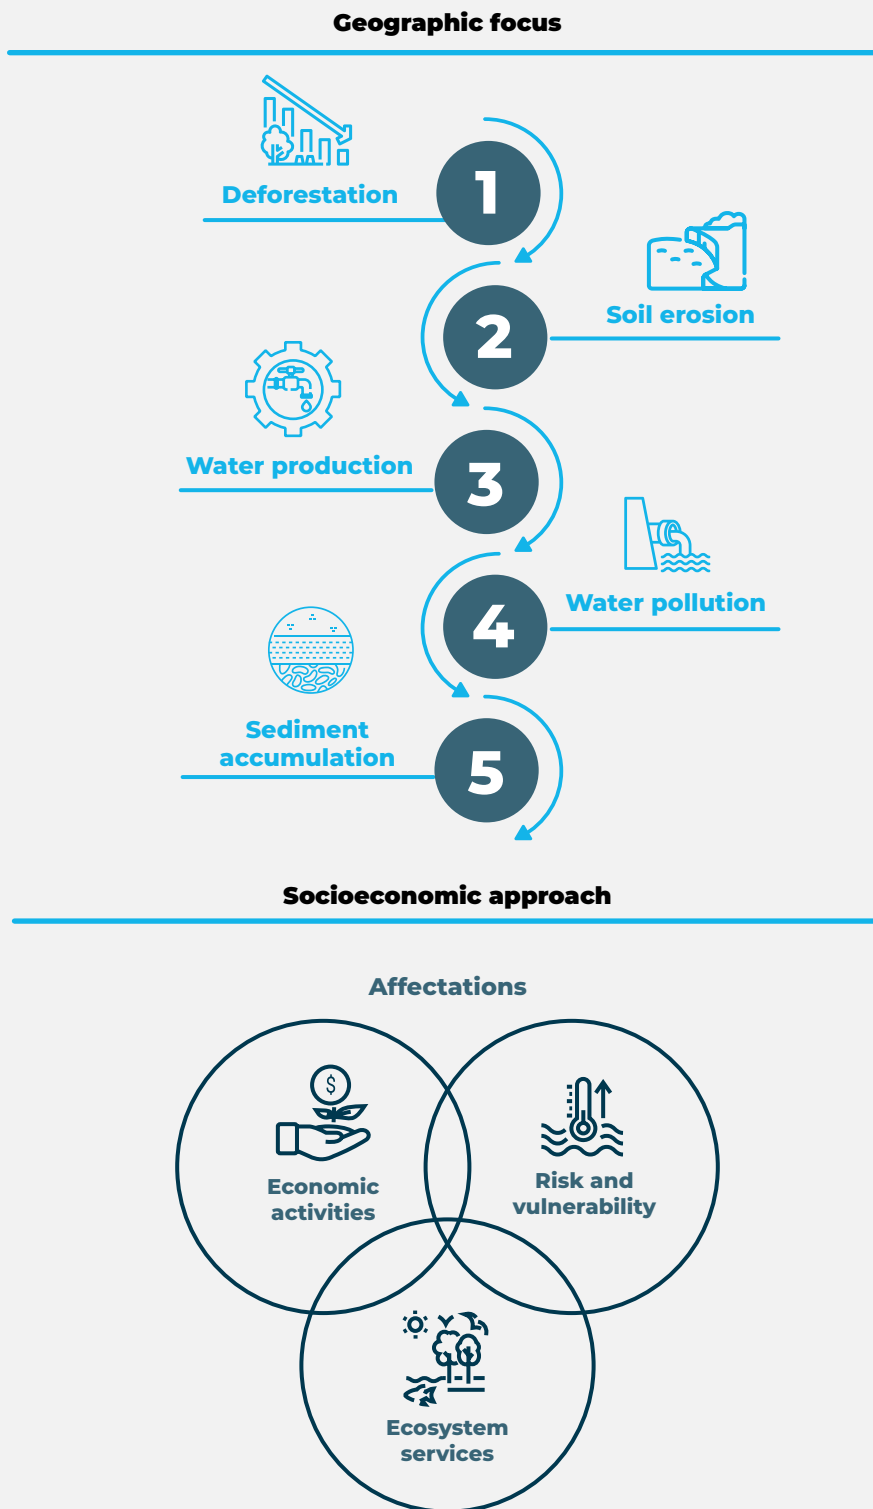 Geographic focus
Deforestation
1
Soil erosion
2
Water production
3
Water pollution
4
Sediment
accumulation
5
Socioeconomic approach
Affectations
$
Economic
activities
Risk and
vulnerability
Ecosystem
services